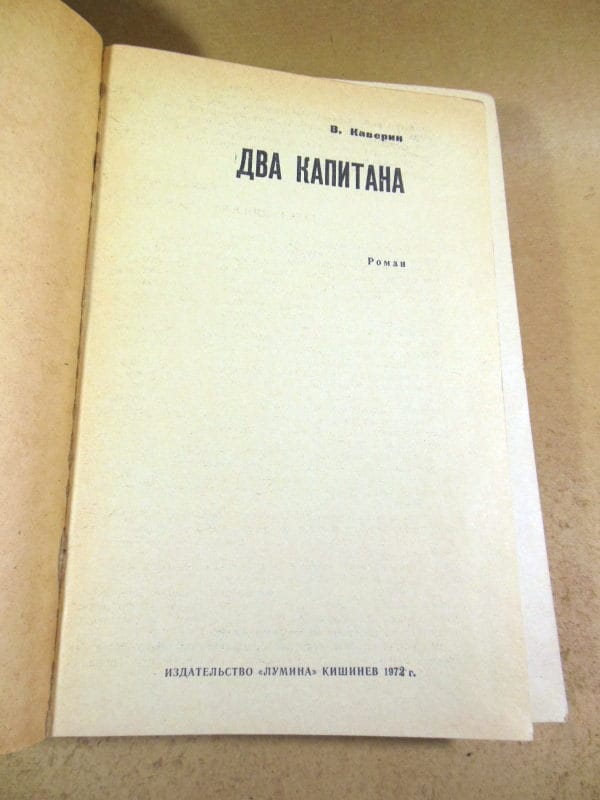 В. Каверин
ДВА КАПИТАНА
Роман
ИЗДАТЕЛЬСТВО «ЛУМИНА» КИШИНЕВ 1972 г.